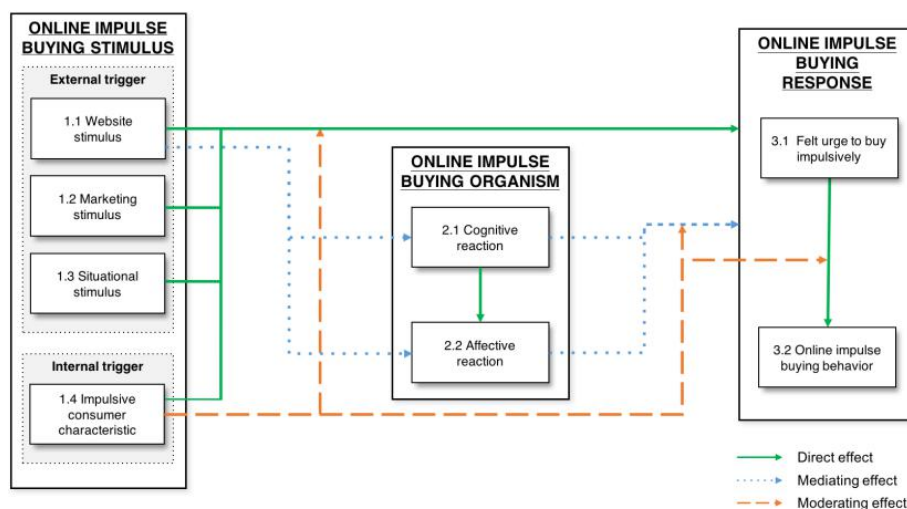 ONLINE IMPULSE
BUYING STIMULUS
External trigger
1.1 Website
stimulus
1.2 Marketing
stimulus
1.3 Situational
stimulus
Internal trigger
1.4 Impulsive
consumer
characteristic
ONLINE IMPULSE
BUYING ORGANISM
2.1 Cognitive
reaction
2.2 Affective
reaction
ONLINE IMPULSE
BUYING
RESPONSE
3.1 Felt urge to buy
impulsively
3.2 Online impulse
buying behavior
Direct effect
Mediating effect
Moderating effect